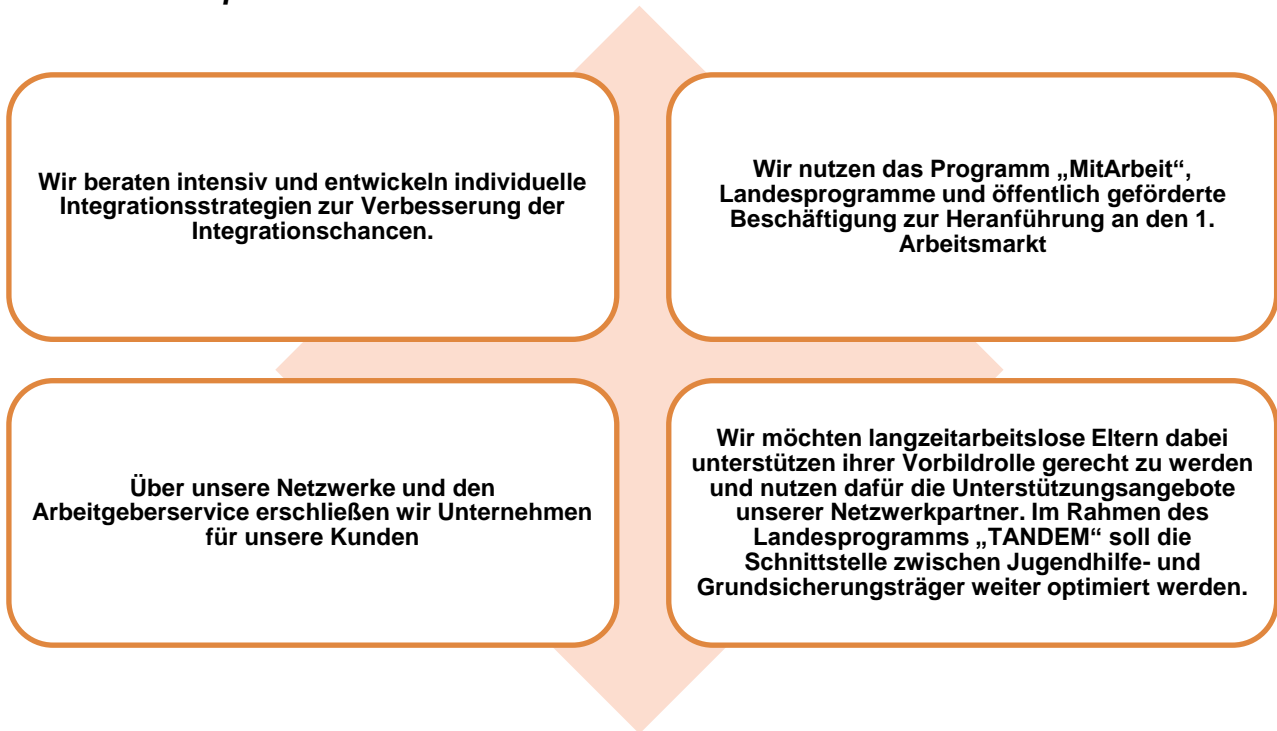 Wir beraten intensiv und entwickeln individuelle
Integrationsstrategien zur Verbesserung der
Integrationschancen.
Wir nutzen das Programm „MitArbeit“,
Landesprogramme und öffentlich geförderte
Beschäftigung zur Heranführung an den 1.
Arbeitsmarkt
Über unsere Netzwerke und den
Arbeitgeberservice erschließen wir Unternehmen
für unsere Kunden
Wir möchten langzeitarbeitslose Eltern dabei
unterstützen ihrer Vorbildrolle gerecht zu werden
und nutzen dafür die Unterstützungsangebote
unserer Netzwerkpartner. Im Rahmen des
Landesprogramms „TANDEM“ soll die
Schnittstelle zwischen Jugendhilfe- und
Grundsicherungsträger weiter optimiert werden.